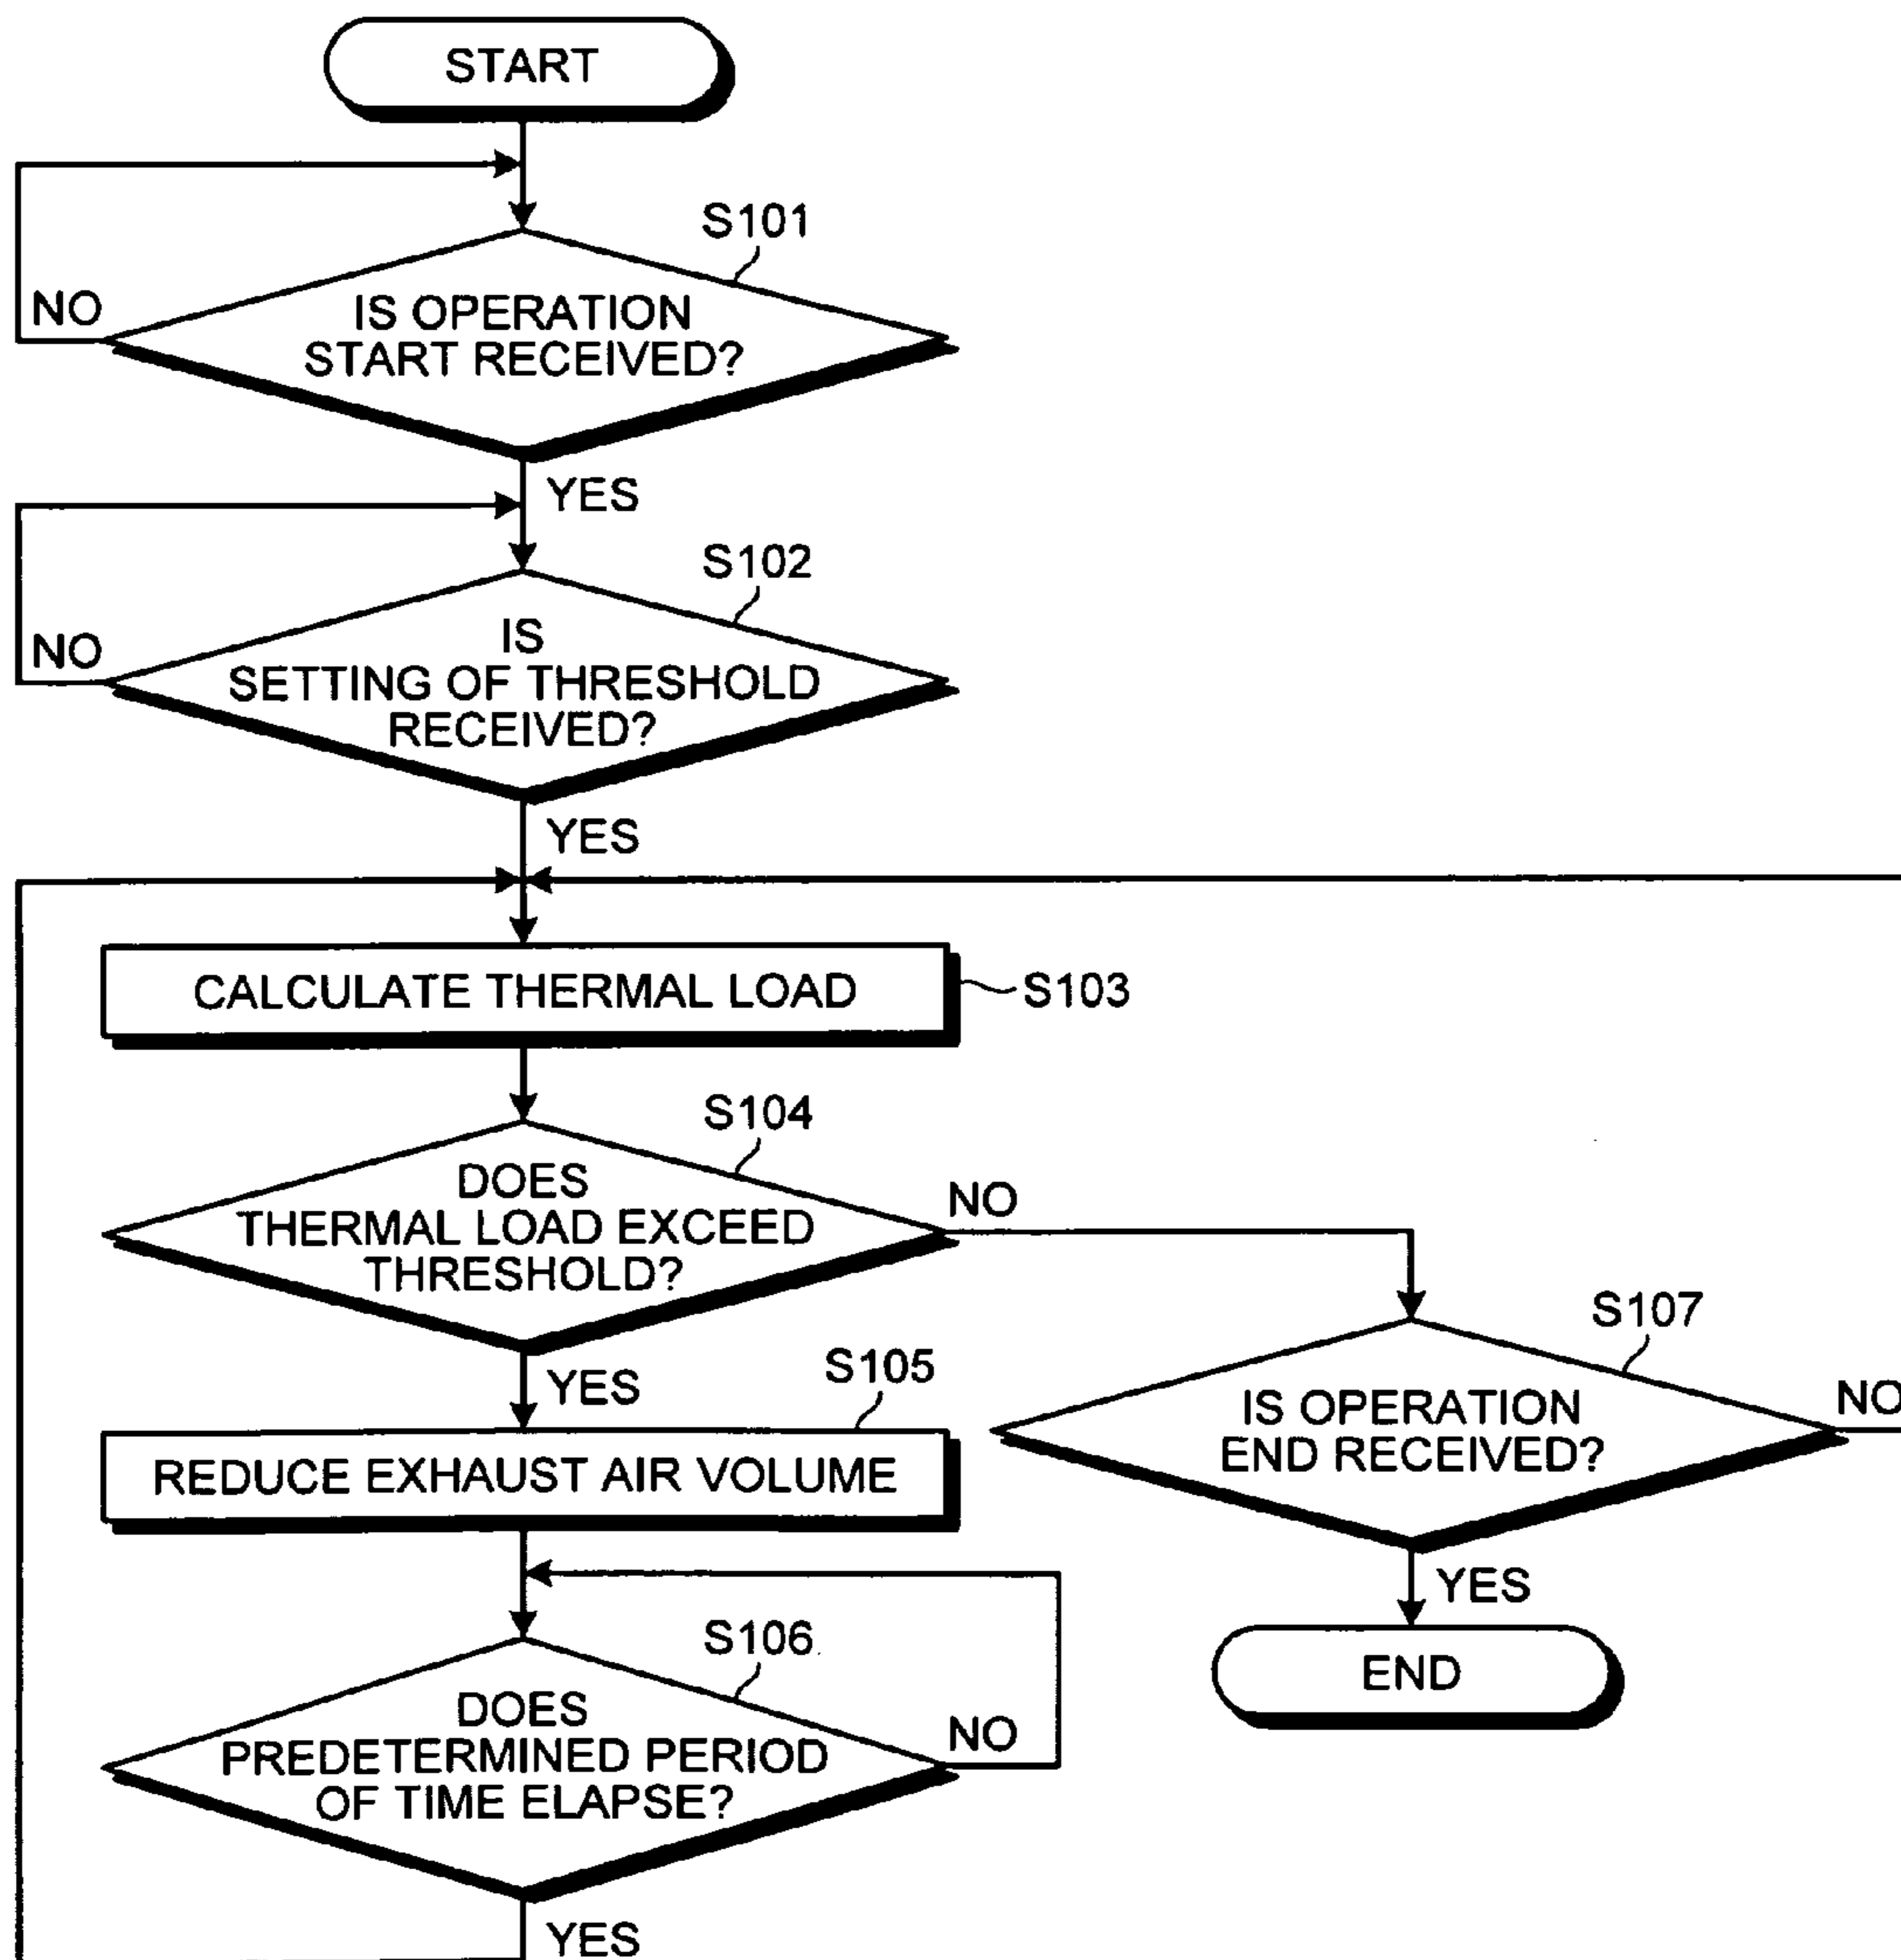 START
S101
NO
IS OPERATION
START RECEIVED?
YES
S102
NO
IS
SETTING OF THRESHOLD
RECEIVED?
YES
CALCULATE THERMAL LOAD
S103
S104
DOES
THERMAL LOAD EXCEED
THRESHOLD?
NO
YES
S105
REDUCE EXHAUST AIR VOLUME
S107
IS OPERATION
END RECEIVED?
NO
YES
END
S106
DOES
PREDETERMINED PERIOD
OF TIME ELAPSE?
NO
YES